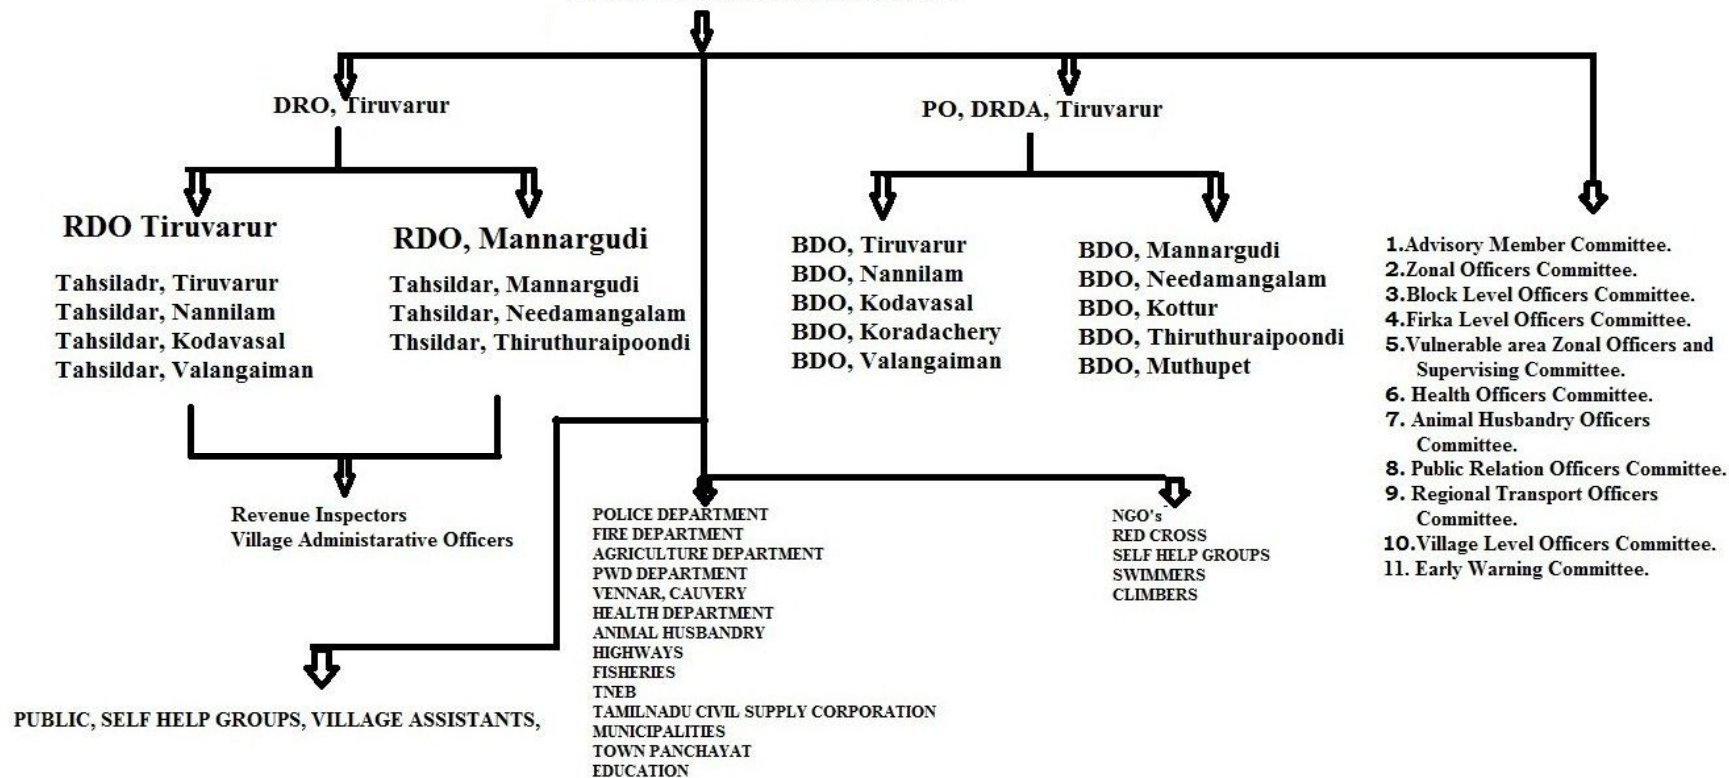 DRO, Tiruvarur
PO, DRDA, Tiruvarur
RDO Tiruvarur
Tahsiladr, Tiruvarur
Tahsildar, Nannilam
Tahsildar, Kodavasal
Tahsildar, Valangaiman
RDO, Mannargudi
Tahsildar, Mannargudi
Tahsildar, Needamangalam
Thsildar, Thiruthuraipoondi
Revenue Inspectors
Village Administarative Officers
BDO, Tiruvarur
BDO, Nannilam
BDO, Kodavasal
BDO, Koradachery
BDO, Valangaiman
BDO, Mannargudi
BDO, Needamangalam
BDO, Kottur
BDO, Thiruthuraipoondi
BDO, Muthupet
1.Advisory Member Committee.
2.Zonal Officers Committee.
3.Block Level Officers Committee.
4.Firka Level Officers Committee.
5.Vulnerable area Zonal Officers and
Supervising Committee.
6. Health Officers Committee.
7. Animal Husbandry Officers
Committee.
8. Public Relation Officers Committee.
9. Regional Transport Officers
Committee.
10.Village Level Officers Committee.
11. Early Warning Committee.
PUBLIC, SELF HELP GROUPS, VILLAGE ASSISTANTS,
POLICE DEPARTMENT
FIRE DEPARTMENT
AGRICULTURE DEPARTMENT
PWD DEPARTMENT
VENNAR, CAUVERY
HEALTH DEPARTMENT
ANIMAL HUSBANDRY
HIGHWAYS
FISHERIES
TNEB
TAMILNADU CIVIL SUPPLY CORPORATION
MUNICIPALITIES
TOWN PANCHAYAT
EDUCATION
NGO's
RED CROSS
SELF HELP GROUPS
SWIMMERS
CLIMBERS